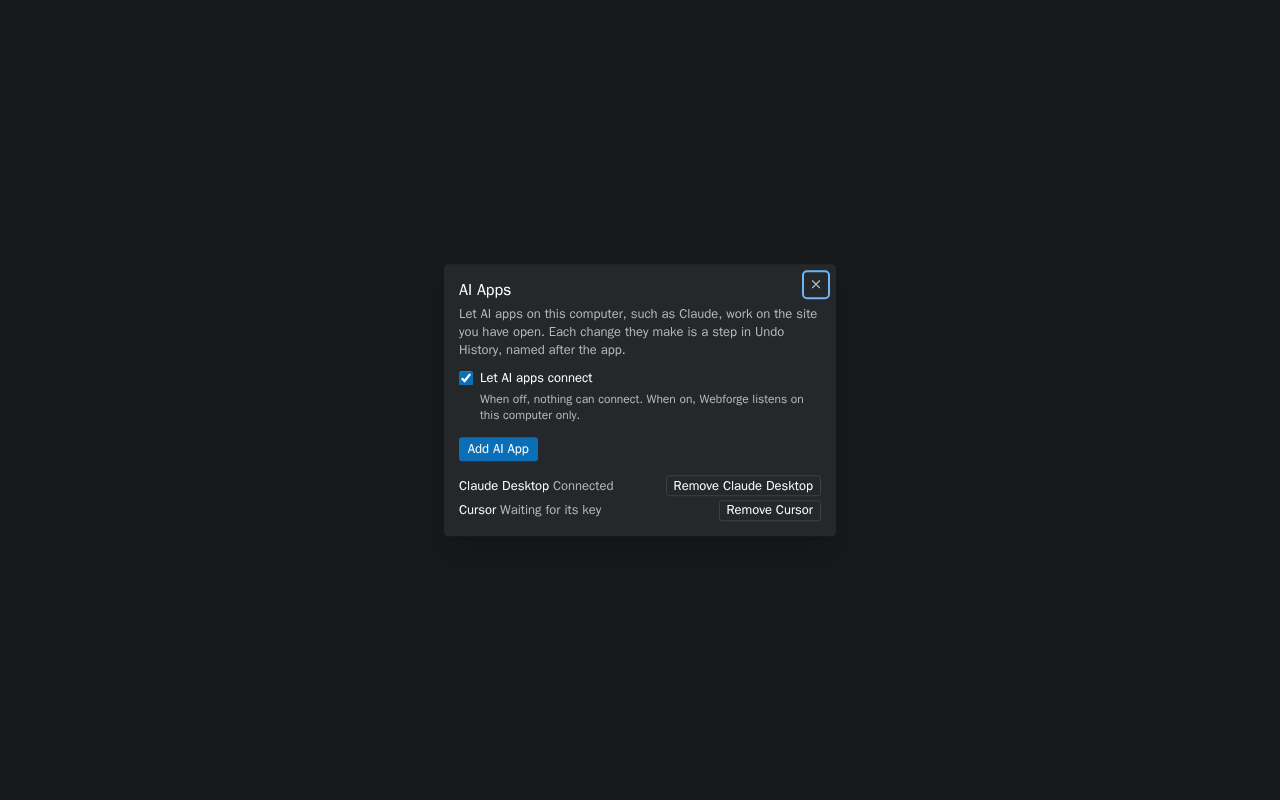 AI Apps
Let AI apps on this computer, such as Claude, work on the site
you have open. Each change they make is a step in Undo
History, named after the app.
Let AI apps connect
When off, nothing can connect. When on, Webforge listens on
this computer only.
Add AI App
Claude Desktop Connected Remove Claude Desktop
Cursor Waiting for its key Remove Cursor